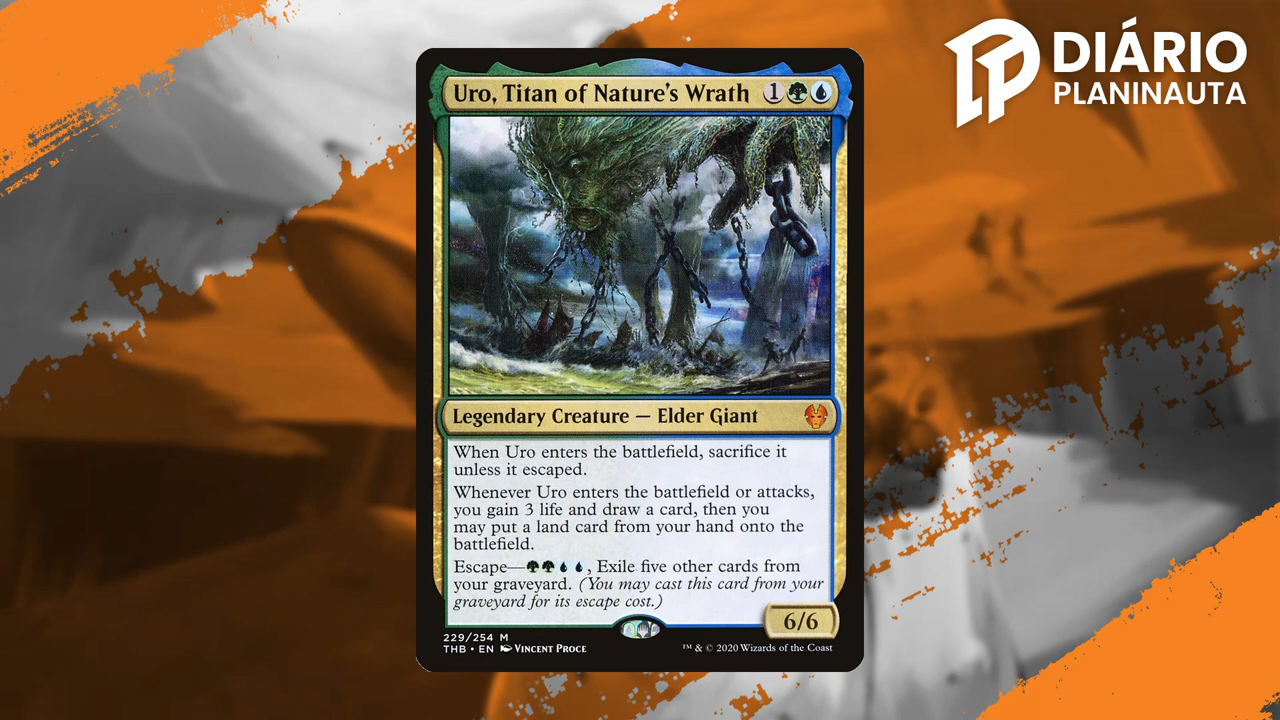 DIÁRIO
PLANINAUTA
Uro, Titan of Nature's Wrath 1
Legendary Creature — Elder Giant
When Uro enters the battlefield, sacrifice it
unless it escaped.
Whenever Uro enters the battlefield or attacks,
you gain 3 life and draw a card, then you
may put a land card from your hand onto the
battlefield.
Escape—, Exile five other cards from
your graveyard. (You may cast this card from your
graveyard for its escape cost.)
6/6
229/254 M
THB • EN Vincent Proce
™ & © 2020 Wizards of the Coast